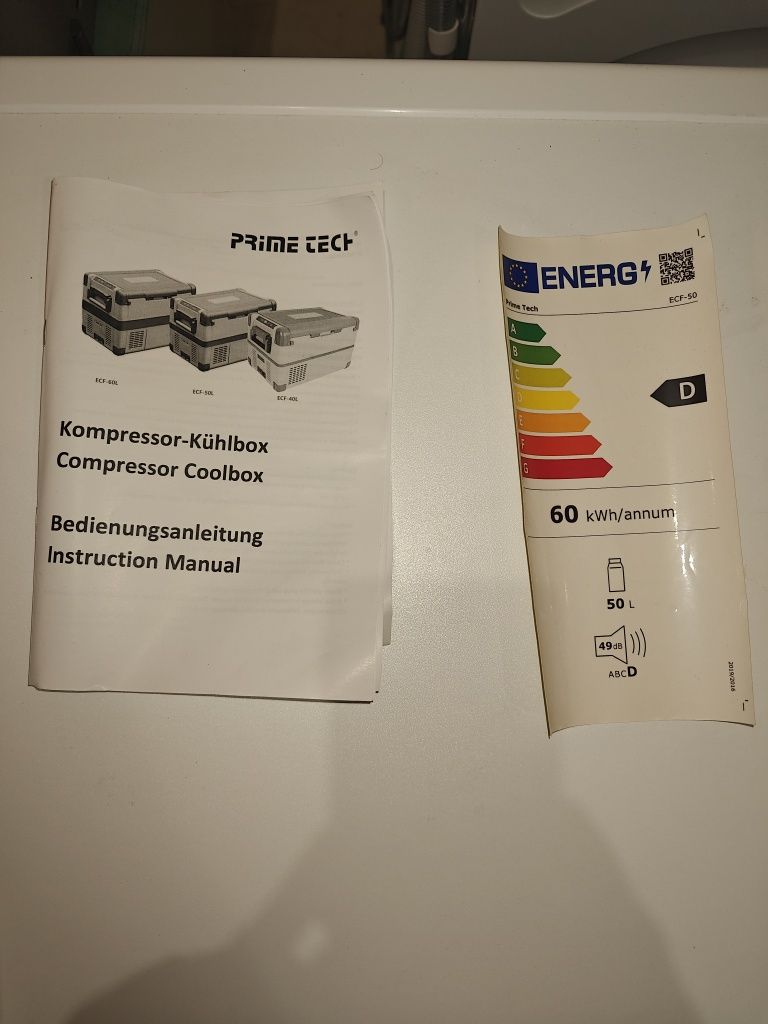 PRIME TECH®
ECF-60L
ECF-50L
ECF-40L
Kompressor-Kühlbox
Compressor Coolbox
Bedienungsanleitung
Instruction Manual
ENERG
Prime Tech
ECF-50
A
B
C
D
E
F
G
D
60 kWh/annum
50 L
49dB
ABCD
2019/2016